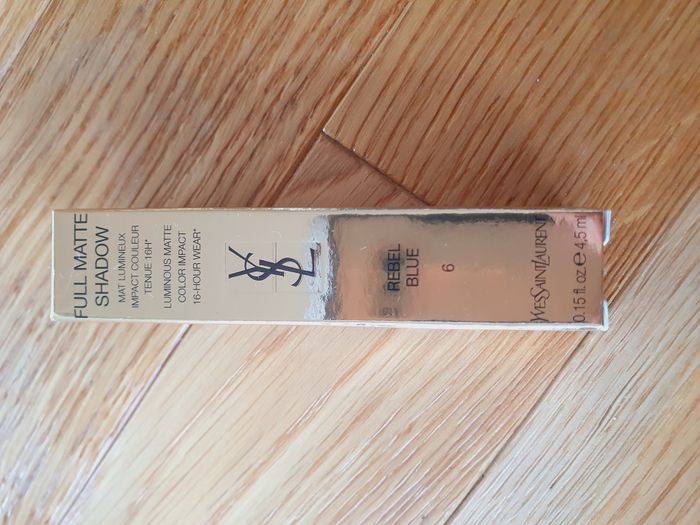 FULL MATTE
SHADOW
MAT LUMINEUX
IMPACT COULEUR
TENUE 16H*
LUMINOUS MATTE
COLOR IMPACT
16-HOUR WEAR*
YSL
REBEL
BLUE
6
YVESSAINTLAURENT
0.15 fl. oz. e 4,5 ml